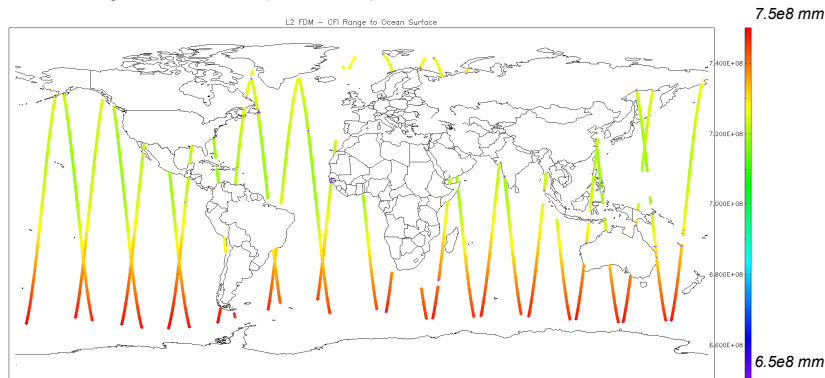 7.5e8 mm
L2 FDM – CFI Range to Ocean Surface
7.400E+08
7.200E+08
7.000E+08
6.800E+08
6.600E+08
6.5e8 mm